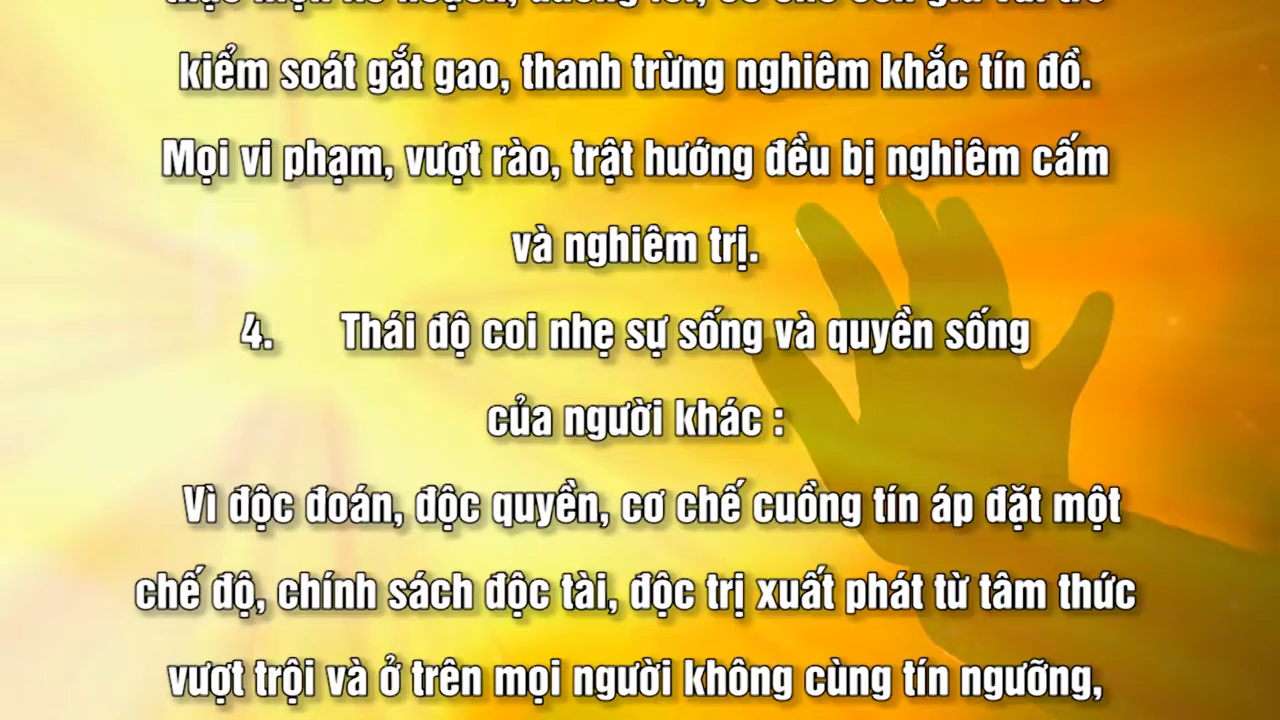 kiểm soát gắt gao, thanh trừng nghiêm khắc tín đồ.
Mọi vi phạm, vượt rào, trật hướng đều bị nghiêm cấm
và nghiêm trị.
4. Thái độ coi nhẹ sự sống và quyền sống
của người khác :
Vì độc đoán, độc quyền, cơ chế cuồng tín áp đặt một
chế độ, chính sách độc tài, độc trị xuất phát từ tâm thức
vượt trội và ở trên mọi người không cùng tín ngưỡng,